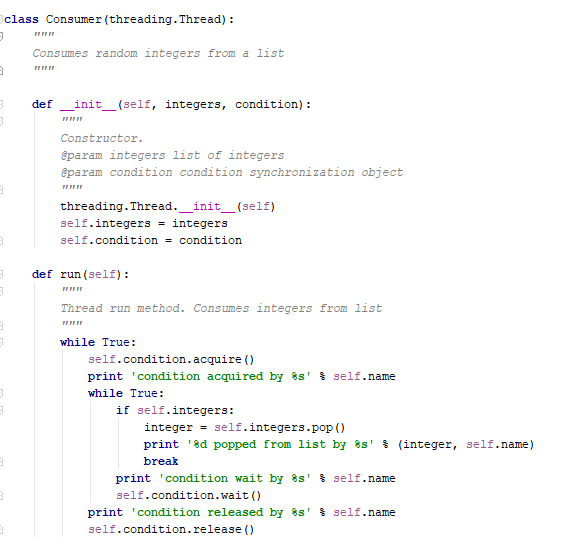 class Consumer(threading.Thread):
    """
    Consumes random integers from a list
    """

    def __init__(self, integers, condition):
        """
        Constructor.
        @param integers list of integers
        @param condition condition synchronization object
        """
        threading.Thread.__init__(self)
        self.integers = integers
        self.condition = condition

    def run(self):
        """
        Thread run method. Consumes integers from list
        """
        while True:
            self.condition.acquire()
            print 'condition acquired by %s' % self.name
            while True:
                if self.integers:
                    integer = self.integers.pop()
                    print '%d popped from list by %s' % (integer, self.name)
                    break
                print 'condition wait by %s' % self.name
                self.condition.wait()
            print 'condition released by %s' % self.name
            self.condition.release()